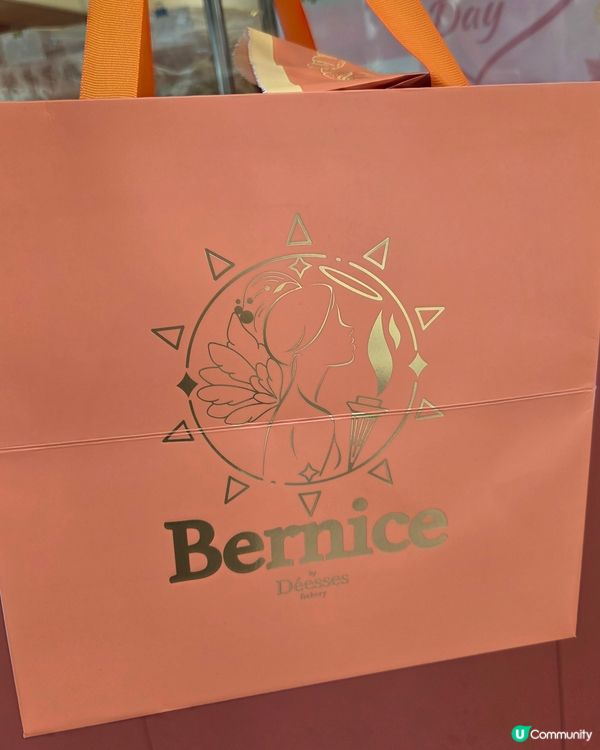 Day
Bernice
by
Déesses
bakery
U Community